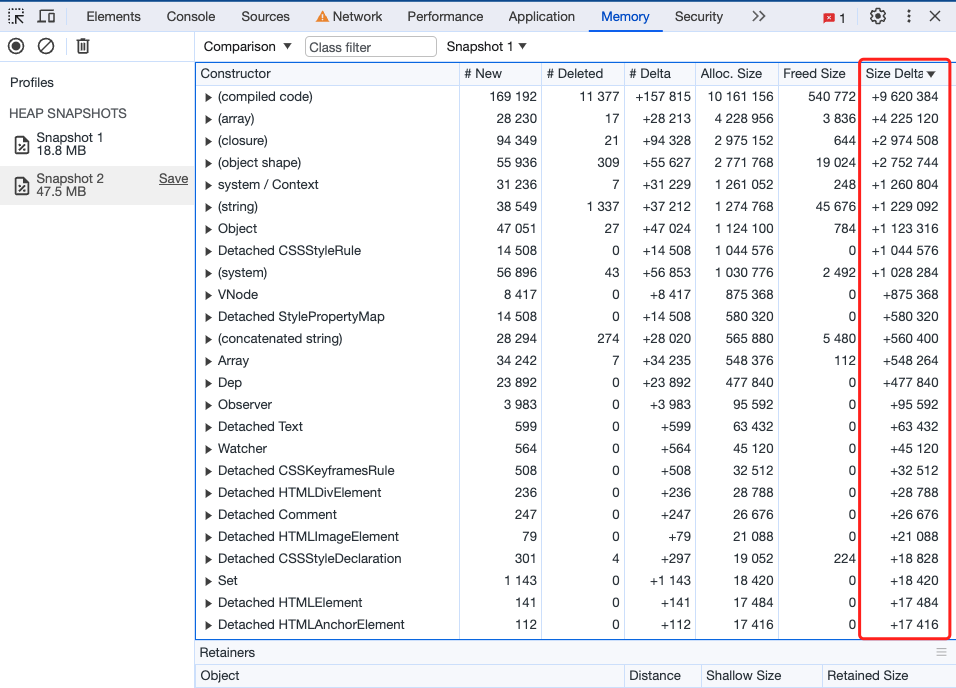 Elements Console Sources Network Performance Application Memory Security 1
Comparison Class filter Snapshot 1
Profiles
HEAP SNAPSHOTS
Snapshot 1
18.8 MB
Snapshot 2 Save
47.5 MB
Constructor # New # Deleted # Delta Alloc. Size Freed Size Size Delta
(compiled code) 169 192 11 377 +157 815 10 161 156 540 772 +9 620 384
(array) 28 230 17 +28 213 4 228 956 3 836 +4 225 120
(closure) 94 349 21 +94 328 2 975 152 644 +2 974 508
(object shape) 55 936 309 +55 627 2 771 768 19 024 +2 752 744
system / Context 31 236 7 +31 229 1 261 052 248 +1 260 804
(string) 38 549 1 337 +37 212 1 274 768 45 676 +1 229 092
Object 47 051 27 +47 024 1 124 100 784 +1 123 316
Detached CSSStyleRule 14 508 0 +14 508 1 044 576 0 +1 044 576
(system) 56 896 43 +56 853 1 030 776 2 492 +1 028 284
VNode 8 417 0 +8 417 875 368 0 +875 368
Detached StylePropertyMap 14 508 0 +14 508 580 320 0 +580 320
(concatenated string) 28 294 274 +28 020 565 880 5 480 +560 400
Array 34 242 7 +34 235 548 376 112 +548 264
Dep 23 892 0 +23 892 477 840 0 +477 840
Observer 3 983 0 +3 983 95 592 0 +95 592
Detached Text 599 0 +599 63 432 0 +63 432
Watcher 564 0 +564 45 120 0 +45 120
Detached CSSKeyframesRule 508 0 +508 32 512 0 +32 512
Detached HTMLDivElement 236 0 +236 28 788 0 +28 788
Detached Comment 247 0 +247 26 676 0 +26 676
Detached HTMLImageElement 79 0 +79 21 088 0 +21 088
Detached CSSStyleDeclaration 301 4 +297 19 052 224 +18 828
Set 1 143 0 +1 143 18 420 0 +18 420
Detached HTMLElement 141 0 +141 17 484 0 +17 484
Detached HTMLAnchorElement 112 0 +112 17 416 0 +17 416
Retainers
Object Distance Shallow Size Retained Size